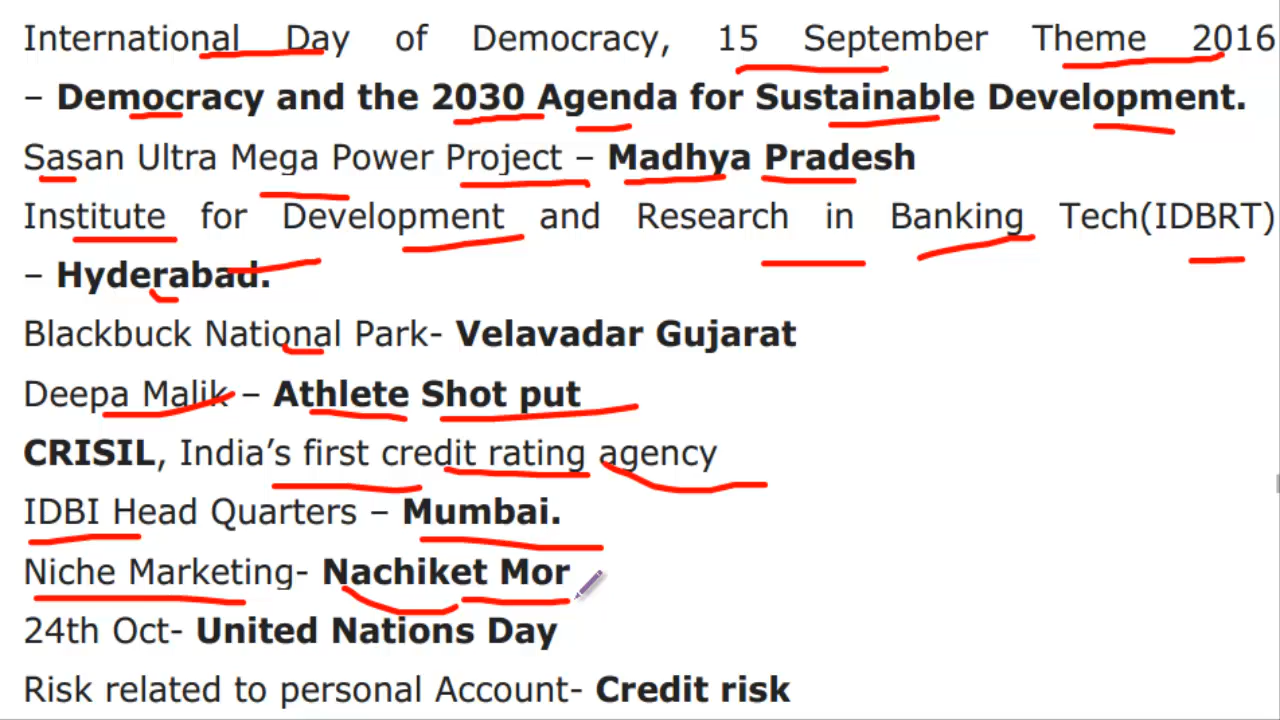 International Day of Democracy, 15 September Theme 2016
– Democracy and the 2030 Agenda for Sustainable Development.
Sasan Ultra Mega Power Project – Madhya Pradesh
Institute for Development and Research in Banking Tech(IDBRT)
– Hyderabad.
Blackbuck National Park- Velavadar Gujarat
Deepa Malik – Athlete Shot put
CRISIL, India’s first credit rating agency
IDBI Head Quarters – Mumbai.
Niche Marketing- Nachiket Mor
24th Oct- United Nations Day
Risk related to personal Account- Credit risk